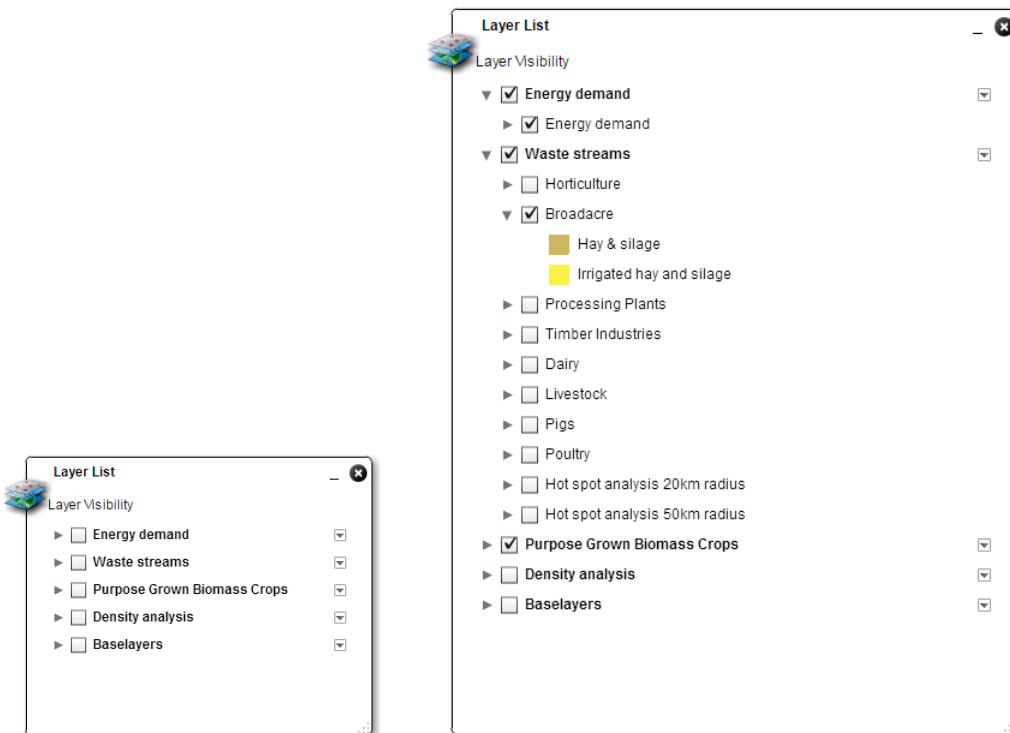 Layer List
Layer Visibility
Energy demand
Waste streams
Purpose Grown Biomass Crops
Density analysis
Baselayers
Layer List
Layer Visibility
Energy demand
Energy demand
Waste streams
Horticulture
Broadacre
Hay & silage
Irrigated hay and silage
Processing Plants
Timber Industries
Dairy
Livestock
Pigs
Poultry
Hot spot analysis 20km radius
Hot spot analysis 50km radius
Purpose Grown Biomass Crops
Density analysis
Baselayers